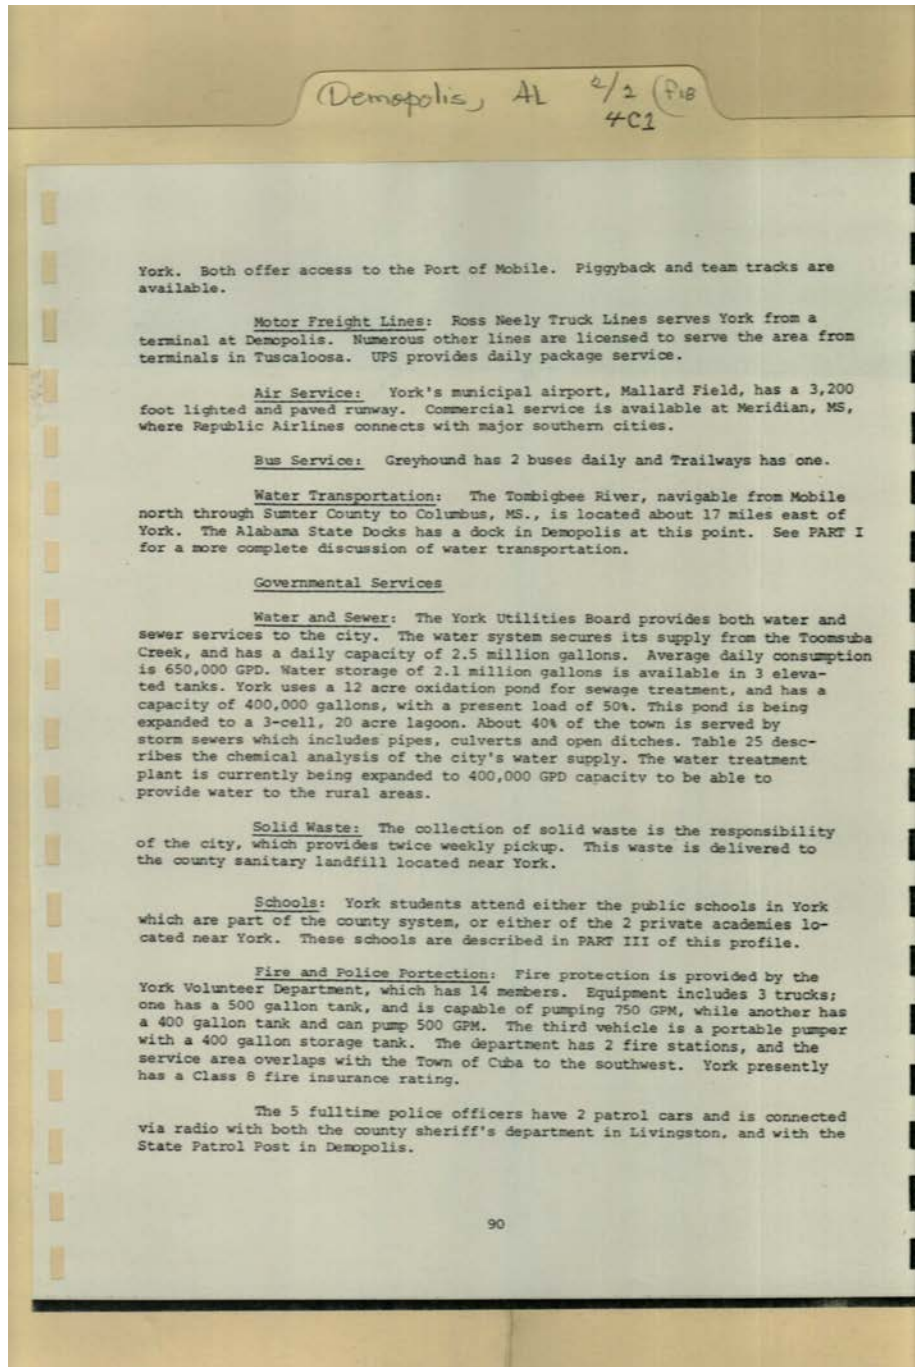 Demopolis, AL 2/2 (F18
4C1
York. Both offer access to the Port of Mobile. Piggyback and team tracks are
available.
Motor Freight Lines: Ross Neely Truck Lines serves York from a
terminal at Demopolis. Numerous other lines are licensed to serve the area from
terminals in Tuscaloosa. UPS provides daily package service.
Air Service: York's municipal airport, Mallard Field, has a 3,200
foot lighted and paved runway. Commercial service is available at Meridian, MS,
where Republic Airlines connects with major southern cities.
Bus Service: Greyhound has 2 buses daily and Trailways has one.
Water Transportation: The Tombigbee River, navigable from Mobile
north through Sumter County to Columbus, MS., is located about 17 miles east of
York. The Alabama State Docks has a dock in Demopolis at this point. See PART I
for a more complete discussion of water transportation.
Governmental Services
Water and Sewer: The York Utilities Board provides both water and
sewer services to the city. The water system secures its supply from the Toomsuba
Creek, and has a daily capacity of 2.5 million gallons. Average daily consumption
is 650,000 GPD. Water storage of 2.1 million gallons is available in 3 eleva-
ted tanks. York uses a 12 acre oxidation pond for sewage treatment, and has a
capacity of 400,000 gallons, with a present load of 50%. This pond is being
expanded to a 3-cell, 20 acre lagoon. About 40% of the town is served by
storm sewers which includes pipes, culverts and open ditches. Table 25 desc-
ribes the chemical analysis of the city's water supply. The water treatment
plant is currently being expanded to 400,000 GPD capacity to be able to
provide water to the rural areas.
Solid Waste: The collection of solid waste is the responsibility
of the city, which provides twice weekly pickup. This waste is delivered to
the county sanitary landfill located near York.
Schools: York students attend either the public schools in York
which are part of the county system, or either of the 2 private academies lo-
cated near York. These schools are described in PART III of this profile.
Fire and Police Portection: Fire protection is provided by the
York Volunteer Department, which has 14 members. Equipment includes 3 trucks;
one has a 500 gallon tank, and is capable of pumping 750 GPM, while another has
a 400 gallon tank and can pump 500 GPM. The third vehicle is a portable pumper
with a 400 gallon storage tank. The department has 2 fire stations, and the
service area overlaps with the Town of Cuba to the southwest. York presently
has a Class 8 fire insurance rating.
The 5 fulltime police officers have 2 patrol cars and is connected
via radio with both the county sheriff's department in Livingston, and with the
State Patrol Post in Demopolis.
90